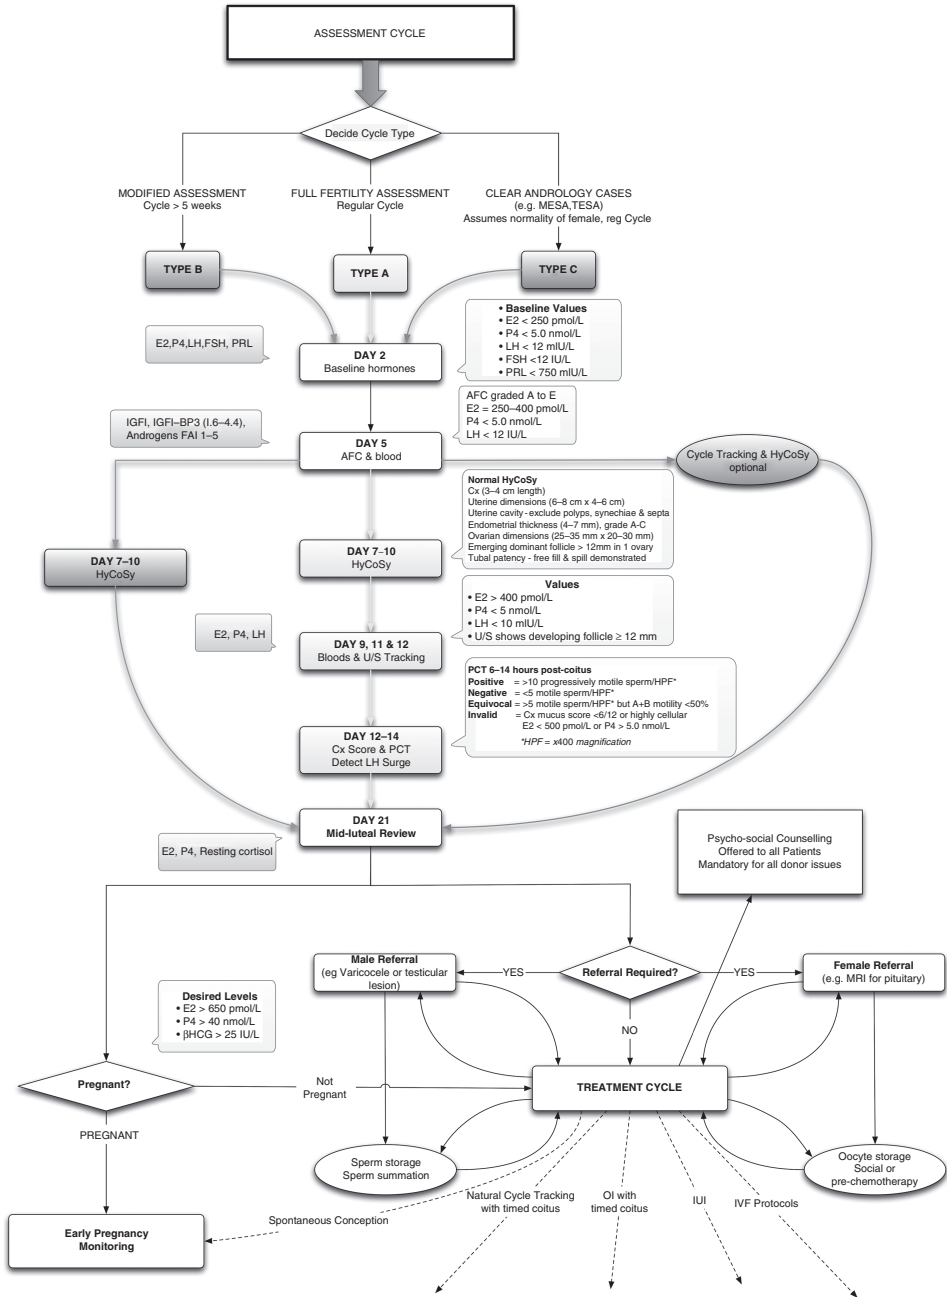 ASSESSMENT CYCLE
Decide Cycle Type
MODIFIED ASSESSMENT
Cycle > 5 weeks
FULL FERTILITY ASSESSMENT
Regular Cycle
CLEAR ANDROLOGY CASES
(e.g. MESA,TESA)
Assumes normality of female, reg Cycle
TYPE B
TYPE A
TYPE C
E2,P4,LH,FSH, PRL
DAY 2
Baseline hormones
• Baseline Values
• E2 < 250 pmol/L
• P4 < 5.0 nmol/L
• LH < 12 mIU/L
• FSH <12 IU/L
• PRL < 750 mIU/L
AFC graded A to E
E2 = 250–400 pmol/L
P4 < 5.0 nmol/L
LH < 12 IU/L
IGFI, IGFI–BP3 (I.6–4.4),
Androgens FAI 1–5
DAY 5
AFC & blood
Cycle Tracking & HyCoSy
optional
Normal HyCoSy
Cx (3–4 cm length)
Uterine dimensions (6–8 cm x 4–6 cm)
Uterine cavity - exclude polyps, synechiae & septa
Endometrial thickness (4–7 mm), grade A-C
Ovarian dimensions (25–35 mm x 20–30 mm)
Emerging dominant follicle > 12mm in 1 ovary
Tubal patency - free fill & spill demonstrated
DAY 7–10
HyCoSy
DAY 7–10
HyCoSy
Values
• E2 > 400 pmol/L
• P4 < 5 nmol/L
• LH < 10 mIU/L
• U/S shows developing follicle ≥ 12 mm
E2, P4, LH
DAY 9, 11 & 12
Bloods & U/S Tracking
PCT 6–14 hours post-coitus
Positive = >10 progressively motile sperm/HPF*
Negative = <5 motile sperm/HPF*
Equivocal = >5 motile sperm/HPF* but A+B motility <50%
Invalid = Cx mucus score <6/12 or highly cellular
E2 < 500 pmol/L or P4 > 5.0 nmol/L
*HPF = x400 magnification
DAY 12–14
Cx Score & PCT
Detect LH Surge
DAY 21
Mid-luteal Review
E2, P4, Resting cortisol
Psycho-social Counselling
Offered to all Patients
Mandatory for all donor issues
Male Referral
(eg Varicocele or testicular
lesion)
YES
Referral Required?
YES
Female Referral
(e.g. MRI for pituitary)
Desired Levels
• E2 > 650 pmol/L
• P4 > 40 nmol/L
• βHCG > 25 IU/L
NO
Pregnant?
Not
Pregnant
TREATMENT CYCLE
PREGNANT
Sperm storage
Sperm summation
Oocyte storage
Social or
pre-chemotherapy
Natural Cycle Tracking
with timed coitus
OI with
timed coitus
IUI
IVF Protocols
Spontaneous Conception
Early Pregnancy
Monitoring